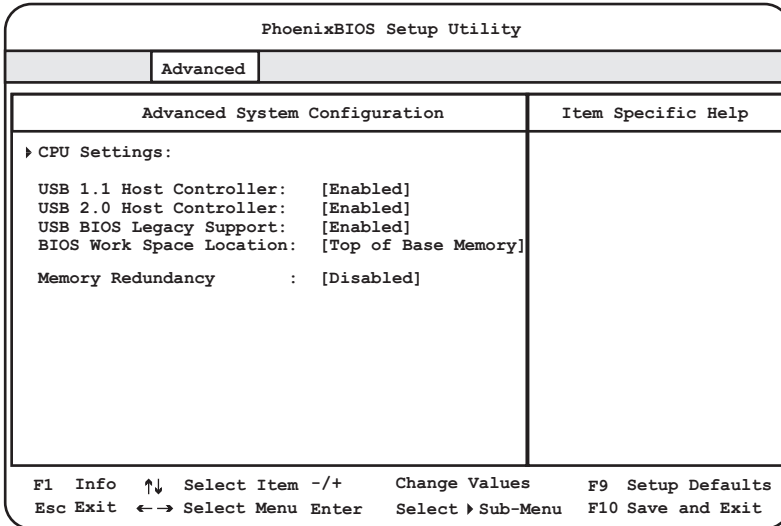 PhoenixBIOS Setup Utility
Advanced
Advanced System Configuration
Item Specific Help
CPU Settings:
USB 1.1 Host Controller: [Enabled]
USB 2.0 Host Controller: [Enabled]
USB BIOS Legacy Support: [Enabled]
BIOS Work Space Location: [Top of Base Memory]
Memory Redundancy : [Disabled]
F1 Info ↑↓ Select Item -/+ Change Values F9 Setup Defaults
Esc Exit ←→ Select Menu Enter Select ▶ Sub-Menu F10 Save and Exit